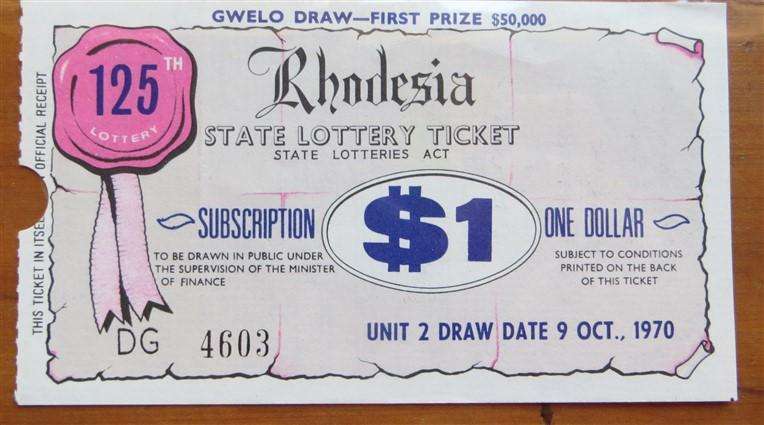 GWELO DRAW—FIRST PRIZE $50,000
125TH
LOTTERY
Rhodesia
STATE LOTTERY TICKET
STATE LOTTERIES ACT
SUBSCRIPTION
$1
ONE DOLLAR
TO BE DRAWN IN PUBLIC UNDER
THE SUPERVISION OF THE MINISTER
OF FINANCE
SUBJECT TO CONDITIONS
PRINTED ON THE BACK
OF THIS TICKET
DG 4603
UNIT 2 DRAW DATE 9 OCT., 1970
THIS TICKET IN ITSELF OFFICIAL RECEIPT